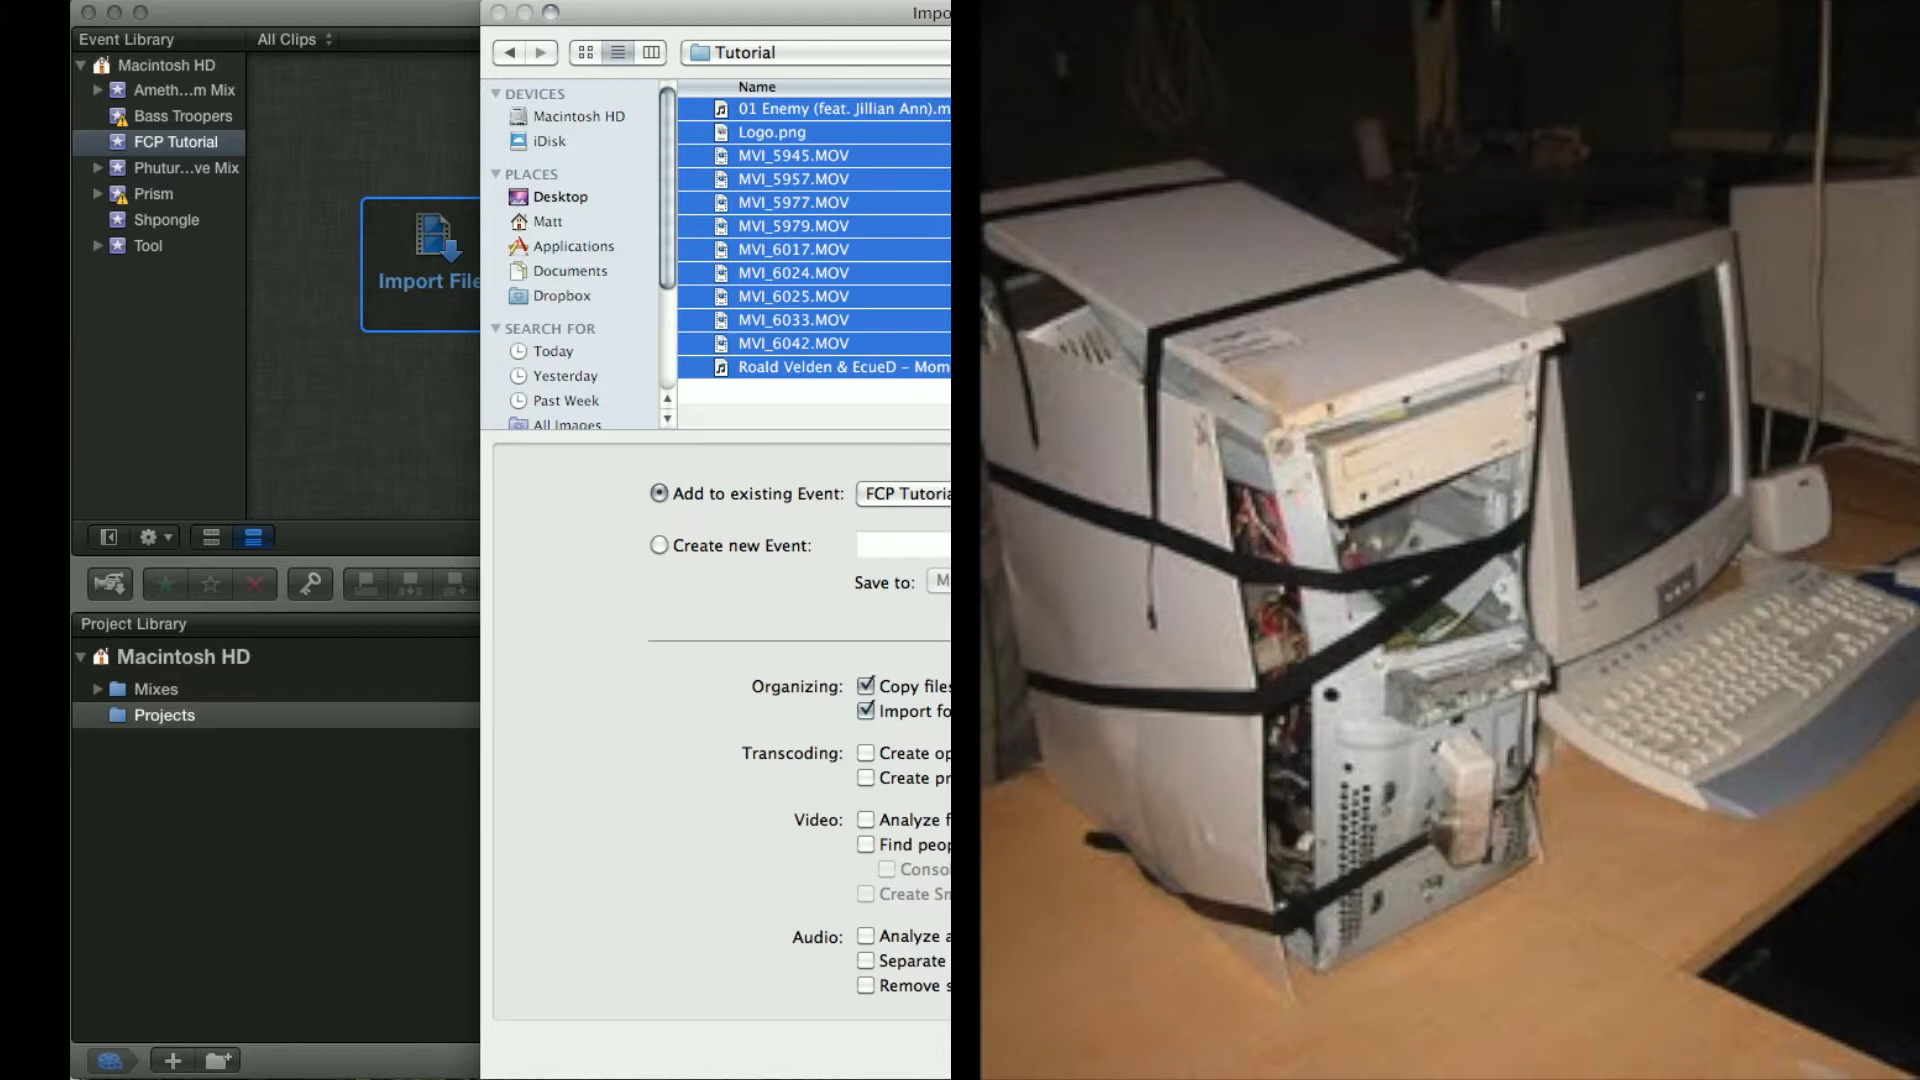 Event Library
All Clips
Macintosh HD
Ameth...m Mix
Bass Troopers
FCP Tutorial
Phutur...ve Mix
Prism
Shpongle
Tool
Import File
Project Library
Macintosh HD
Mixes
Projects
Impo
Tutorial
DEVICES
Macintosh HD
iDisk
PLACES
Desktop
Matt
Applications
Documents
Dropbox
SEARCH FOR
Today
Yesterday
Past Week
All Images
Name
01 Enemy (feat. Jillian Ann).m
Logo.png
MVI_5945.MOV
MVI_5957.MOV
MVI_5977.MOV
MVI_5979.MOV
MVI_6017.MOV
MVI_6024.MOV
MVI_6025.MOV
MVI_6033.MOV
MVI_6042.MOV
Roald Velden & EcueD – Mom
Add to existing Event: FCP Tutoria
Create new Event:
Save to: M
Organizing: Copy files
Import fo
Transcoding: Create op
Create pr
Video: Analyze f
Find peop
Conso
Create Sm
Audio: Analyze a
Separate
Remove s